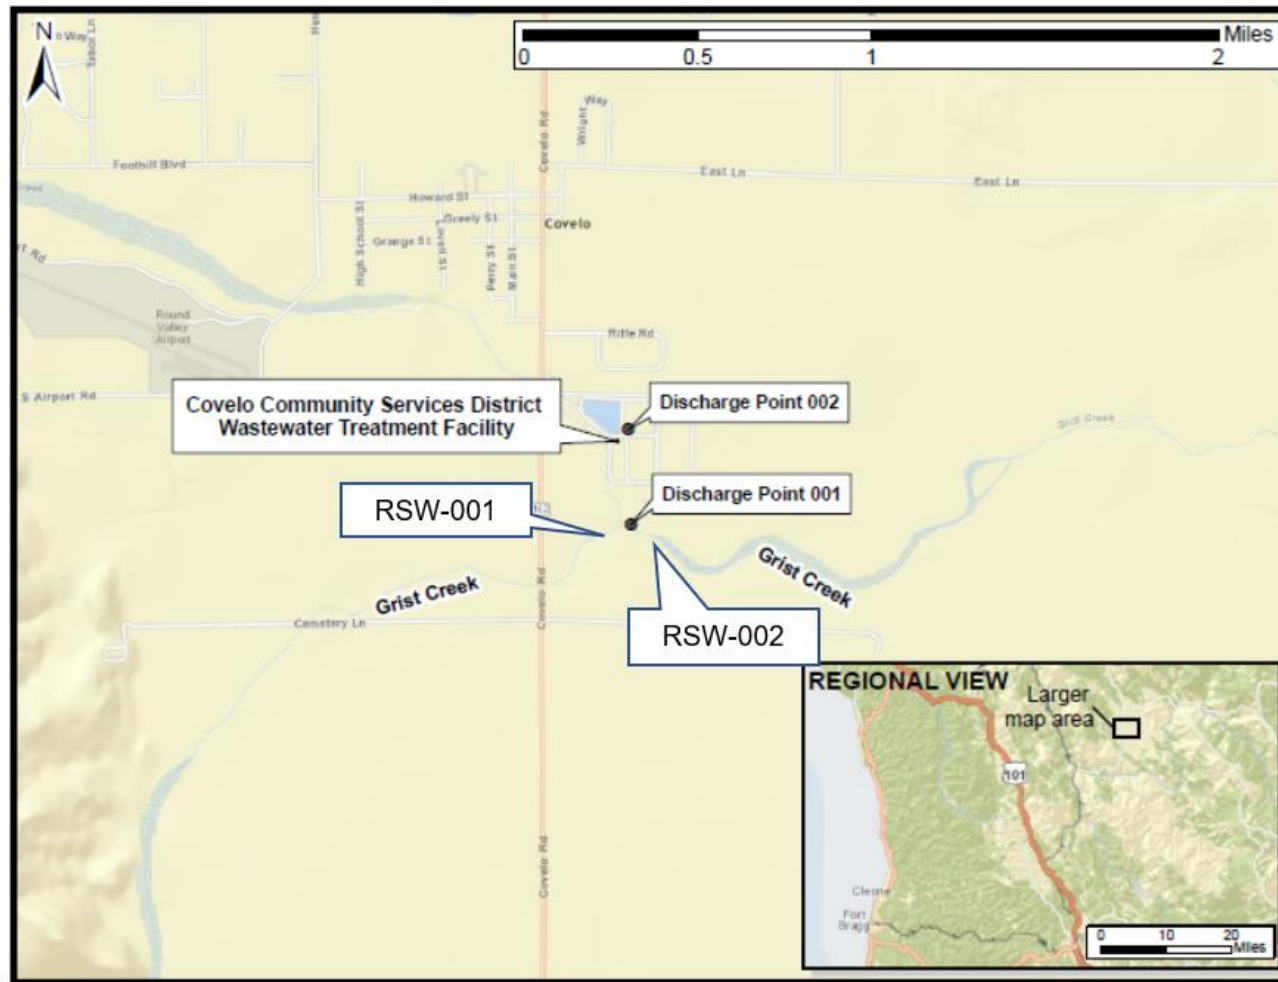 N
Tabor Ln
Miles
0
0.5
1
2
Foothill Blvd
Covelo Rd
Wright Way
East Ln
East Ln
Howard St
Greely St
Covelo
Grange St
High School St
Perry St
Main St
Round
Valley
Airport
S Airport Rd
Covelo Community Services District
Wastewater Treatment Facility
Discharge Point 002
Discharge Point 001
RSW-001
RSW-002
Grist Creek
Grist Creek
Grist Creek
Cemetery Ln
Covelo Rd
Covelo Rd
REGIONAL VIEW
Larger
map area
101
Cleone
Fort
Bragg
0
10
20
Miles